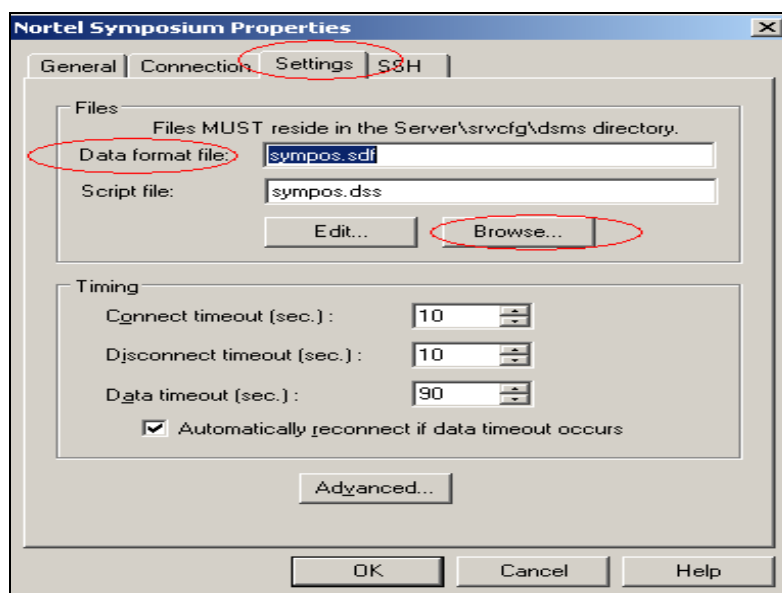 Nortel Symposium Properties
General Connection Settings SSH
Files
Files MUST reside in the Server\srvcfg\dsms directory.
Data format file: sympos.sdf
Script file: sympos.dss
Edit... Browse...
Timing
Connect timeout (sec.) : 10
Disconnect timeout (sec.) : 10
Data timeout (sec.) : 90
Automatically reconnect if data timeout occurs
Advanced...
OK Cancel Help